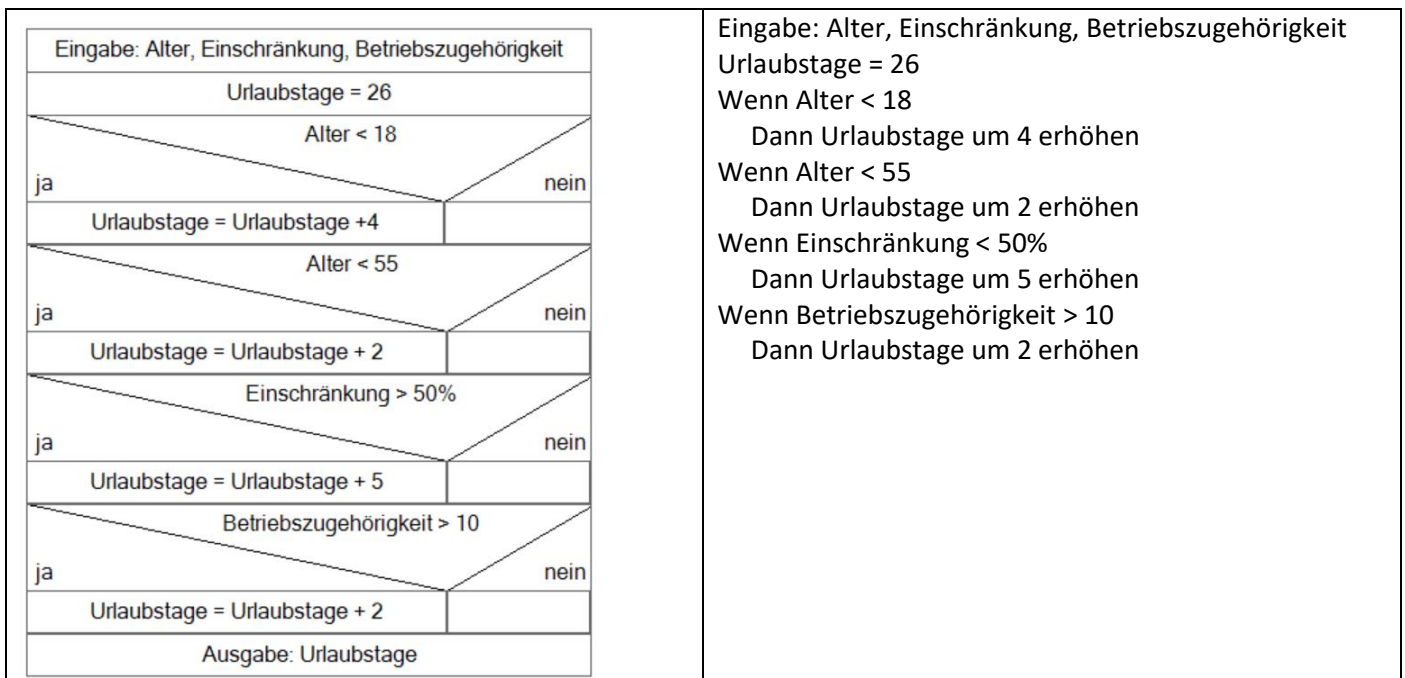 Eingabe: Alter, Einschränkung, Betriebszugehörigkeit
Urlaubstage = 26
Alter < 18
ja nein
Urlaubstage = Urlaubstage +4
Alter < 55
ja nein
Urlaubstage = Urlaubstage + 2
Einschränkung > 50%
ja nein
Urlaubstage = Urlaubstage + 5
Betriebszugehörigkeit > 10
ja nein
Urlaubstage = Urlaubstage + 2
Ausgabe: Urlaubstage
Eingabe: Alter, Einschränkung, Betriebszugehörigkeit
Urlaubstage = 26
Wenn Alter < 18
Dann Urlaubstage um 4 erhöhen
Wenn Alter < 55
Dann Urlaubstage um 2 erhöhen
Wenn Einschränkung < 50%
Dann Urlaubstage um 5 erhöhen
Wenn Betriebszugehörigkeit > 10
Dann Urlaubstage um 2 erhöhen